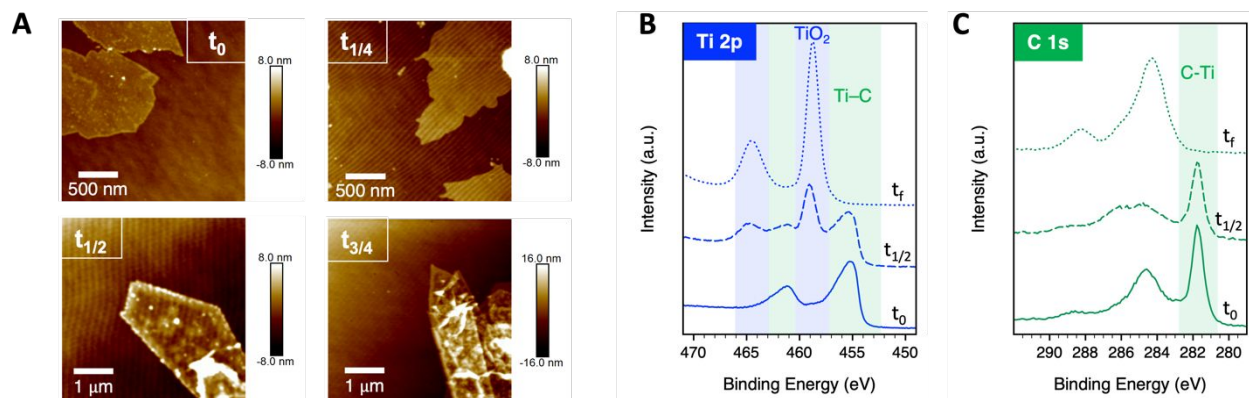 A
t0
8.0 nm
-8.0 nm
500 nm
t1/4
8.0 nm
-8.0 nm
500 nm
t1/2
8.0 nm
-8.0 nm
1 µm
t3/4
16.0 nm
-16.0 nm
1 µm
B
Ti 2p
TiO2
Ti–C
tf
t1/2
t0
Intensity (a.u.)
470 465 460 455 450
Binding Energy (eV)
C
C 1s
C-Ti
tf
t1/2
t0
Intensity (a.u.)
290 288 286 284 282 280
Binding Energy (eV)